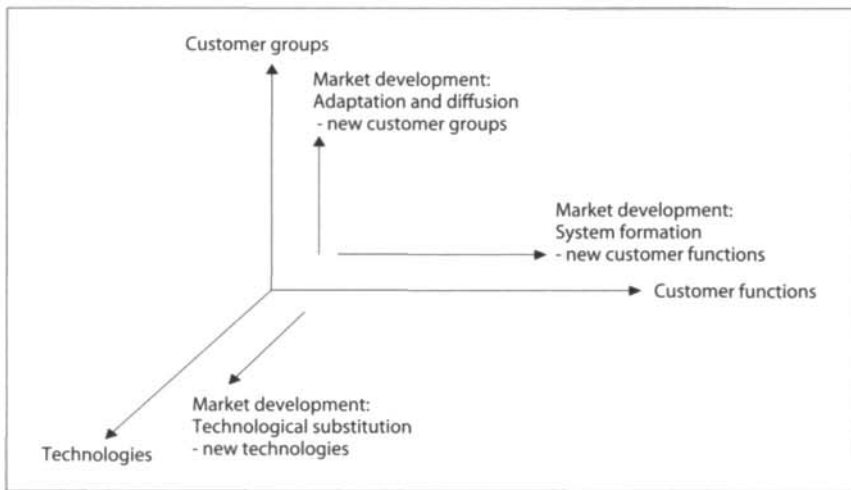 Customer groups
Market development:
Adaptation and diffusion
- new customer groups
Market development:
System formation
- new customer functions
Customer functions
Market development:
Technological substitution
- new technologies
Technologies